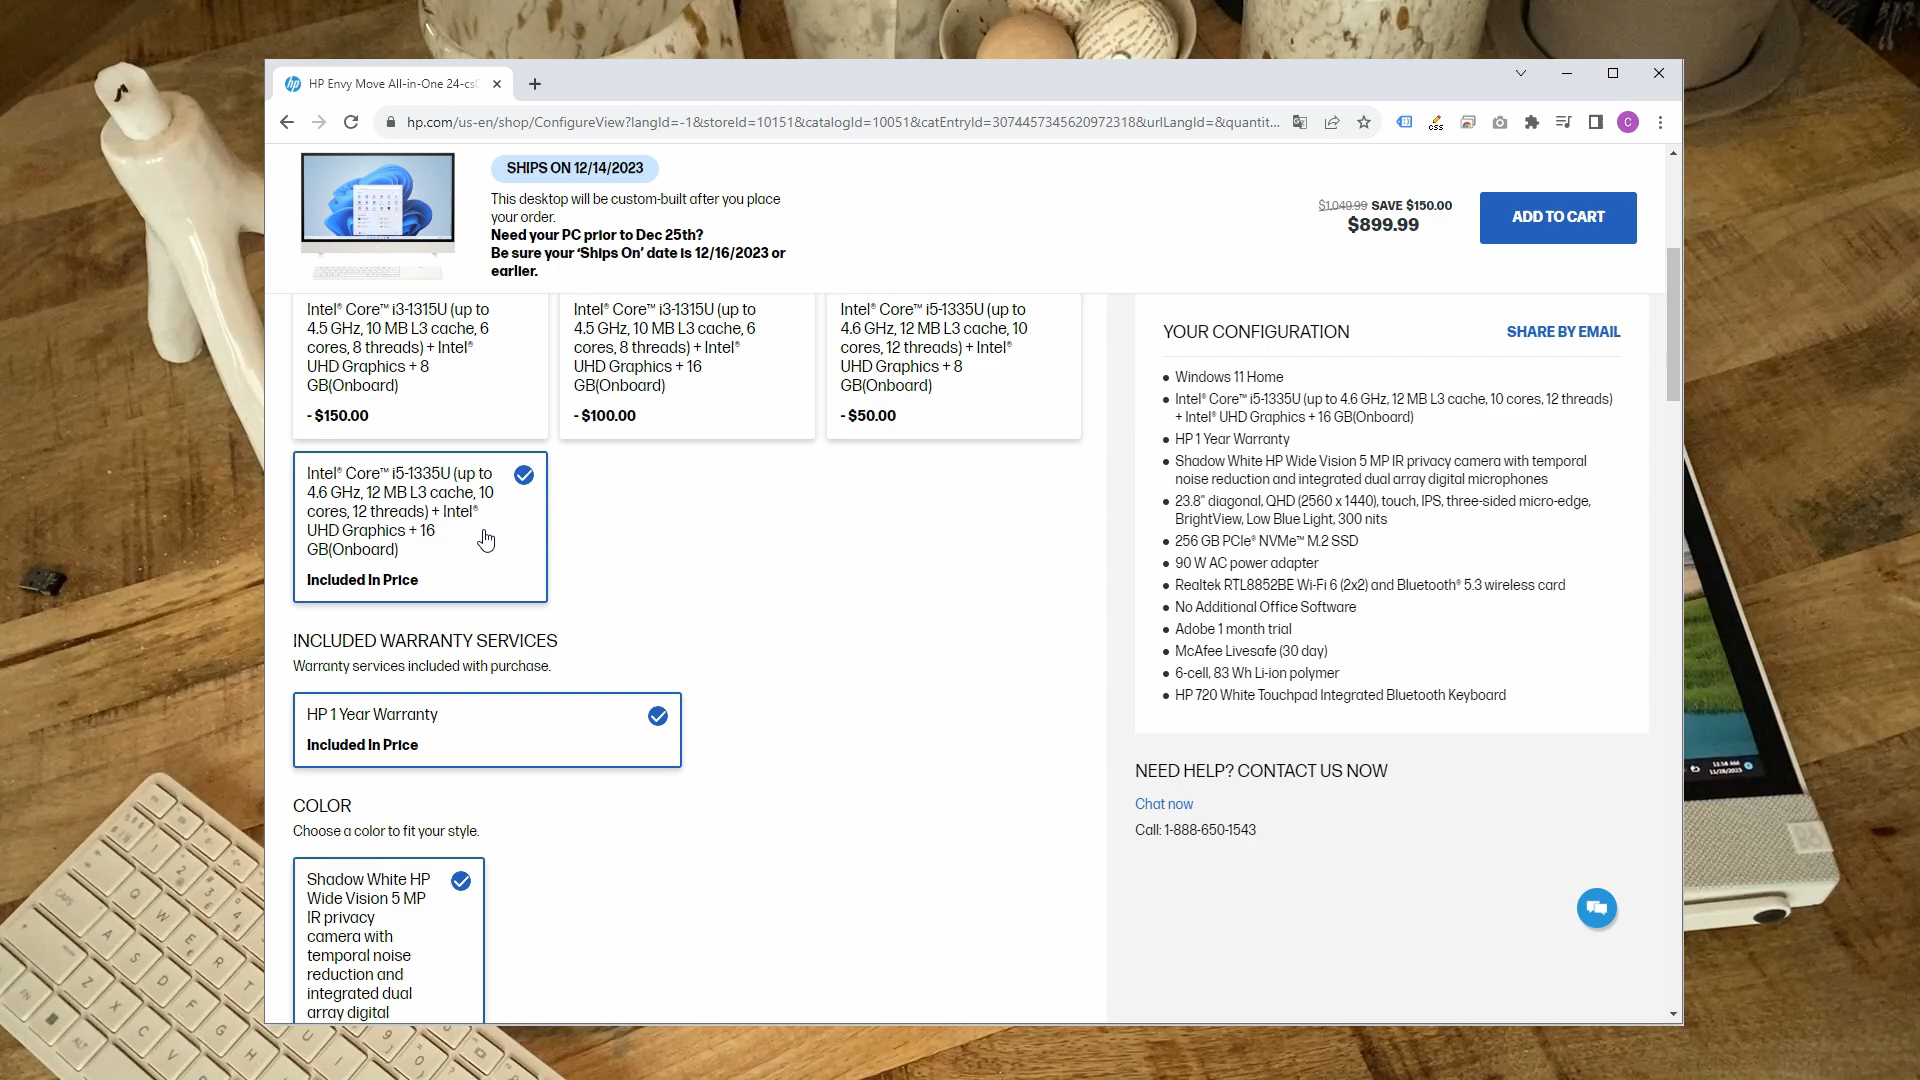 HP Envy Move All-in-One 24-cs
hp.com/us-en/shop/ConfigureView?langId=-1&storeId=10151&catalogId=10051&catEntryId=3074457345620972318&urlLangId=&quantit...
C
SHIPS ON 12/14/2023
This desktop will be custom-built after you place
your order.
Need your PC prior to Dec 25th?
Be sure your ‘Ships On’ date is 12/16/2023 or
earlier.
$1,049.99 SAVE $150.00
$899.99
ADD TO CART
Intel® Core™ i3-1315U (up to
4.5 GHz, 10 MB L3 cache, 6
cores, 8 threads) + Intel®
UHD Graphics + 8
GB(Onboard)
- $150.00
Intel® Core™ i3-1315U (up to
4.5 GHz, 10 MB L3 cache, 6
cores, 8 threads) + Intel®
UHD Graphics + 16
GB(Onboard)
- $100.00
Intel® Core™ i5-1335U (up to
4.6 GHz, 12 MB L3 cache, 10
cores, 12 threads) + Intel®
UHD Graphics + 8
GB(Onboard)
- $50.00
Intel® Core™ i5-1335U (up to
4.6 GHz, 12 MB L3 cache, 10
cores, 12 threads) + Intel®
UHD Graphics + 16
GB(Onboard)
Included In Price
INCLUDED WARRANTY SERVICES
Warranty services included with purchase.
HP 1 Year Warranty
Included In Price
COLOR
Choose a color to fit your style.
Shadow White HP
Wide Vision 5 MP
IR privacy
camera with
temporal noise
reduction and
integrated dual
array digital
YOUR CONFIGURATION
SHARE BY EMAIL
• Windows 11 Home
• Intel® Core™ i5-1335U (up to 4.6 GHz, 12 MB L3 cache, 10 cores, 12 threads)
+ Intel® UHD Graphics + 16 GB(Onboard)
• HP 1 Year Warranty
• Shadow White HP Wide Vision 5 MP IR privacy camera with temporal
noise reduction and integrated dual array digital microphones
• 23.8" diagonal, QHD (2560 x 1440), touch, IPS, three-sided micro-edge,
BrightView, Low Blue Light, 300 nits
• 256 GB PCIe® NVMe™ M.2 SSD
• 90 W AC power adapter
• Realtek RTL8852BE Wi-Fi 6 (2x2) and Bluetooth® 5.3 wireless card
• No Additional Office Software
• Adobe 1 month trial
• McAfee Livesafe (30 day)
• 6-cell, 83 Wh Li-ion polymer
• HP 720 White Touchpad Integrated Bluetooth Keyboard
NEED HELP? CONTACT US NOW
Chat now
Call: 1-888-650-1543
11:14 AM
11/28/2023
CAPS
Q
W
E
R
T
A
S
D
F
G
H
FN
Z
X
C
V
ALT